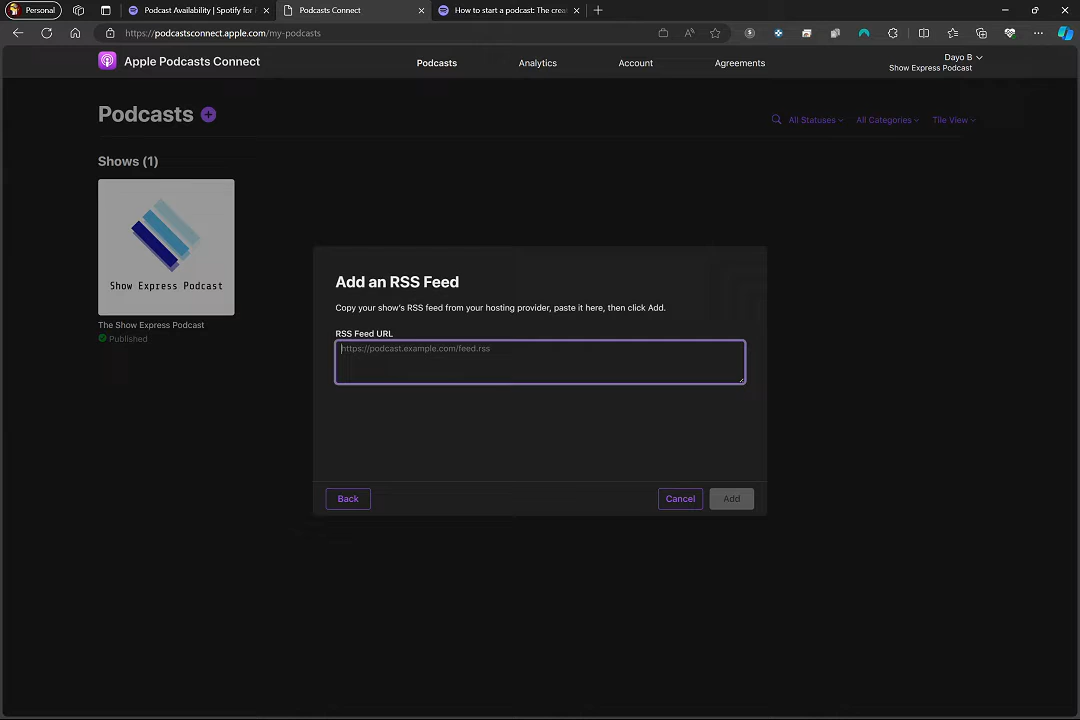 Personal
Podcast Availability | Spotify for F
Podcasts Connect
How to start a podcast: The crea
https://podcastsconnect.apple.com/my-podcasts
Apple Podcasts Connect
Podcasts
Analytics
Account
Agreements
Dayo B
Show Express Podcast
Podcasts
All Statuses
All Categories
Tile View
Shows (1)
Show Express Podcast
The Show Express Podcast
Published
Add an RSS Feed
Copy your show's RSS feed from your hosting provider, paste it here, then click Add.
RSS Feed URL
https://podcast.example.com/feed.rss
Back
Cancel
Add